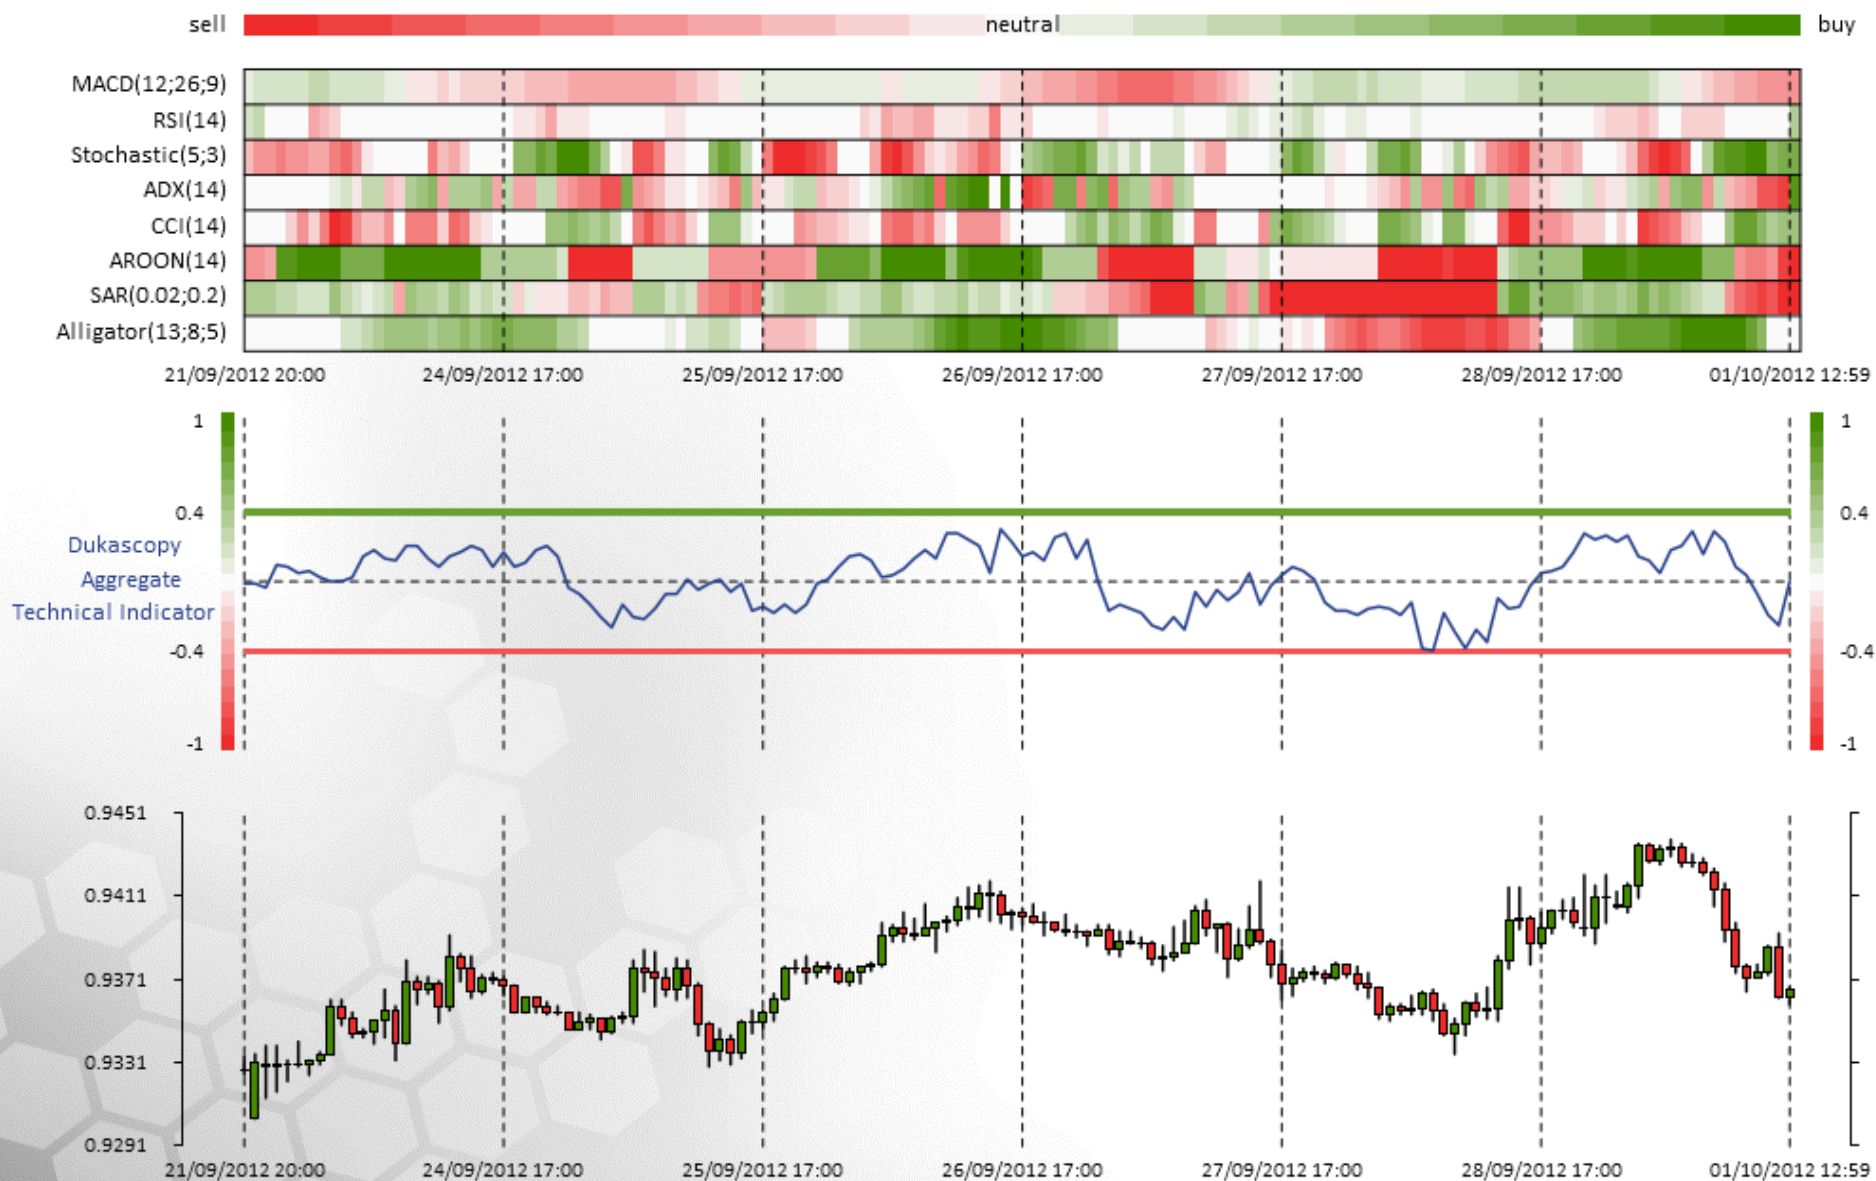 sell neutral buy
MACD(12;26;9)
RSI(14)
Stochastic(5;3)
ADX(14)
CCI(14)
AROON(14)
SAR(0.02;0.2)
Alligator(13;8;5)
21/09/2012 20:00 24/09/2012 17:00 25/09/2012 17:00 26/09/2012 17:00 27/09/2012 17:00 28/09/2012 17:00 01/10/2012 12:59
1 1
0.4 0.4
Dukascopy
Aggregate
Technical Indicator
-0.4 -0.4
-1 -1
0.9451
0.9411
0.9371
0.9331
0.9291
21/09/2012 20:00 24/09/2012 17:00 25/09/2012 17:00 26/09/2012 17:00 27/09/2012 17:00 28/09/2012 17:00 01/10/2012 12:59